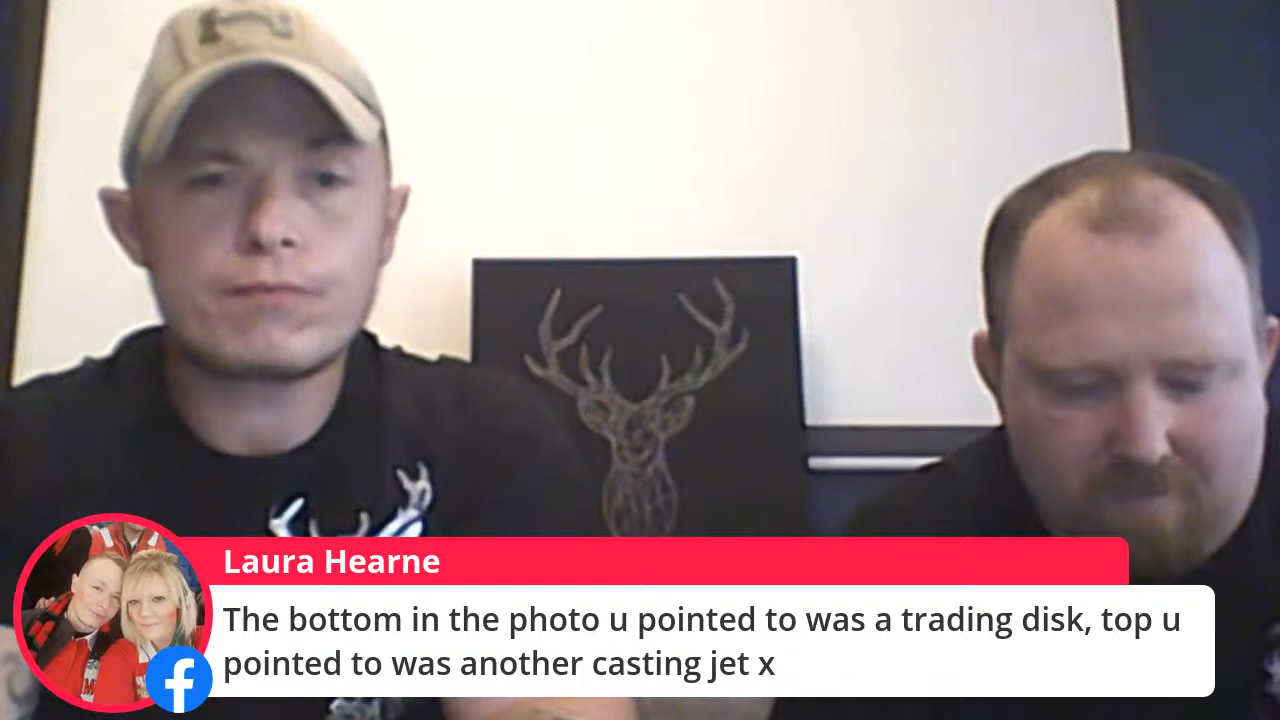 Laura Hearne
The bottom in the photo u pointed to was a trading disk, top u
pointed to was another casting jet x